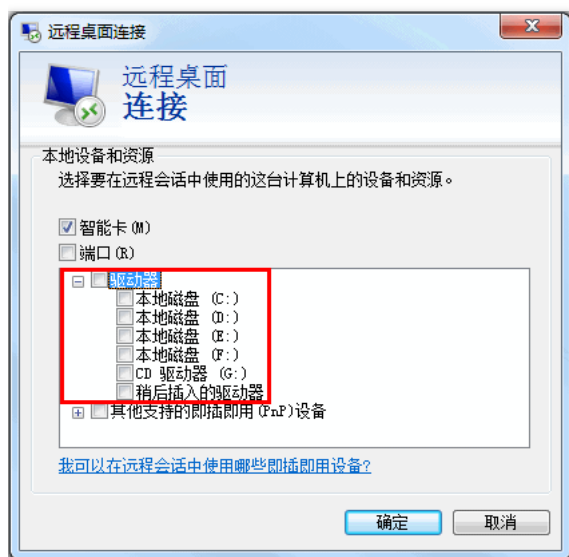 远程桌面连接
远程桌面
连接
本地设备和资源
选择要在远程会话中使用的这台计算机上的设备和资源。
智能卡(M)
端口(R)
驱动器
本地磁盘 (C:)
本地磁盘 (D:)
本地磁盘 (E:)
本地磁盘 (F:)
CD 驱动器 (G:)
稍后插入的驱动器
其他支持的即插即用(PnP)设备
我可以在远程会话中使用哪些即插即用设备?
确定
取消